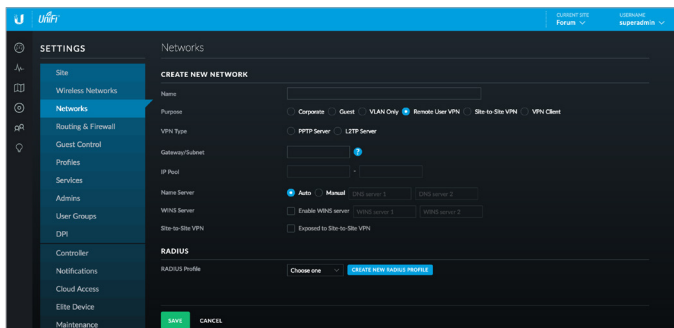 UniFi
CURRENT SITE
Forum
USERNAME
superadmin
SETTINGS
Site
Wireless Networks
Networks
Routing & Firewall
Guest Control
Profiles
Services
Admins
User Groups
DPI
Controller
Notifications
Cloud Access
Elite Device
Maintenance
Networks
CREATE NEW NETWORK
Name
Purpose Corporate Guest VLAN Only Remote User VPN Site-to-Site VPN VPN Client
VPN Type PPTP Server L2TP Server
Gateway/Subnet ?
IP Pool -
Name Server Auto Manual DNS server 1 DNS server 2
WINS Server Enable WINS server WINS server 1 WINS server 2
Site-to-Site VPN Exposed to Site-to-Site VPN
RADIUS
RADIUS Profile Choose one CREATE NEW RADIUS PROFILE
SAVE CANCEL